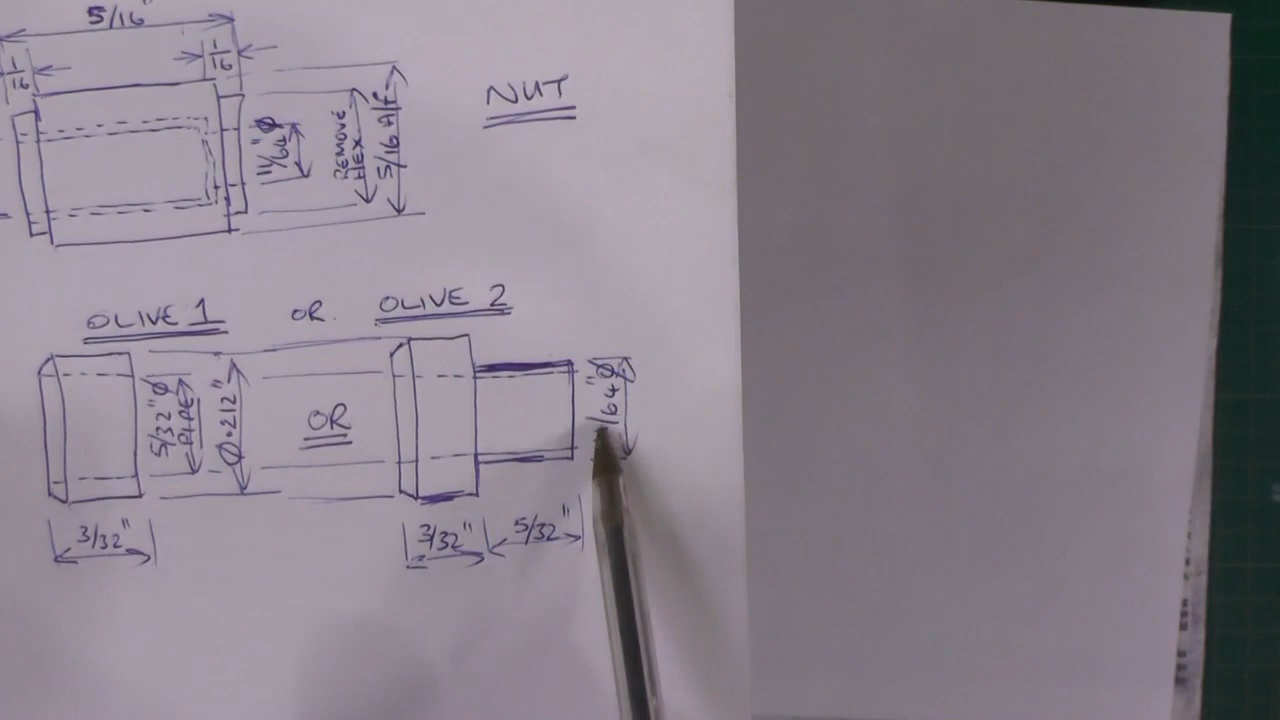 5/16"
1/16
1/16
NUT
11/64"Ø
REMOVE
HEX
5/16 A/f
OLIVE 1 OR. OLIVE 2
5/32"Ø
PIPE
Ø.212"
OR
/64"Ø
3/32"
3/32"
5/32"